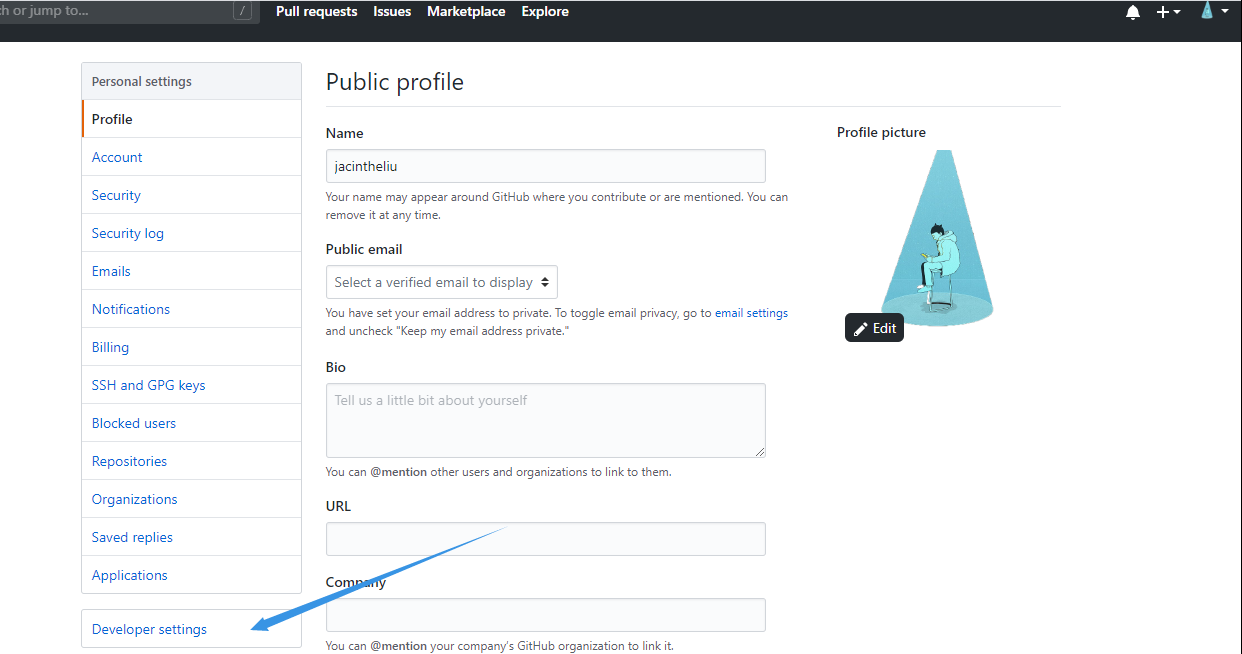 h or jump to...
/
Pull requests
Issues
Marketplace
Explore
Personal settings
Profile
Account
Security
Security log
Emails
Notifications
Billing
SSH and GPG keys
Blocked users
Repositories
Organizations
Saved replies
Applications
Developer settings
Public profile
Name
jacintheliu
Your name may appear around GitHub where you contribute or are mentioned. You can
remove it at any time.
Public email
Select a verified email to display
You have set your email address to private. To toggle email privacy, go to email settings
and uncheck "Keep my email address private."
Bio
Tell us a little bit about yourself
You can @mention other users and organizations to link to them.
URL
Company
You can @mention your company's GitHub organization to link it.
Profile picture
Edit